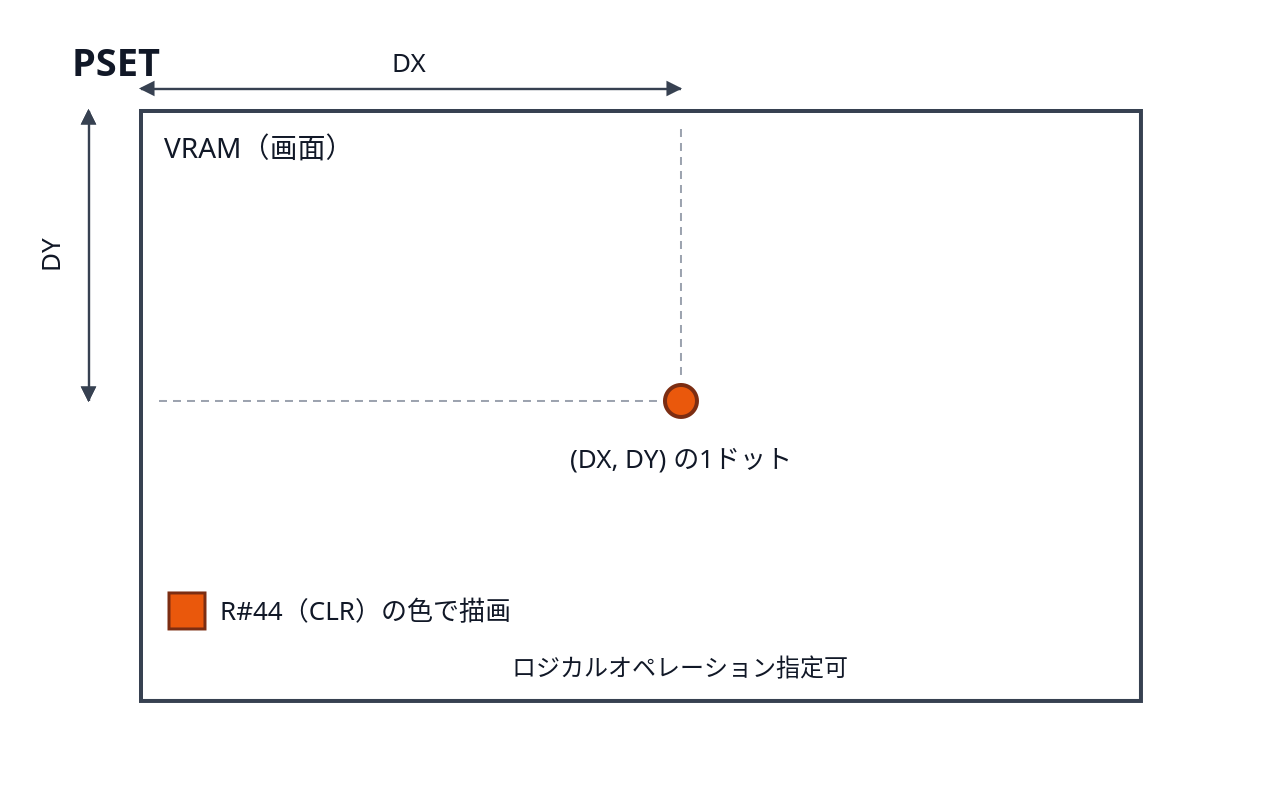 PSET
DX
VRAM（画面）
DY
(DX, DY) の1ドット
R#44（CLR）の色で描画
ロジカルオペレーション指定可